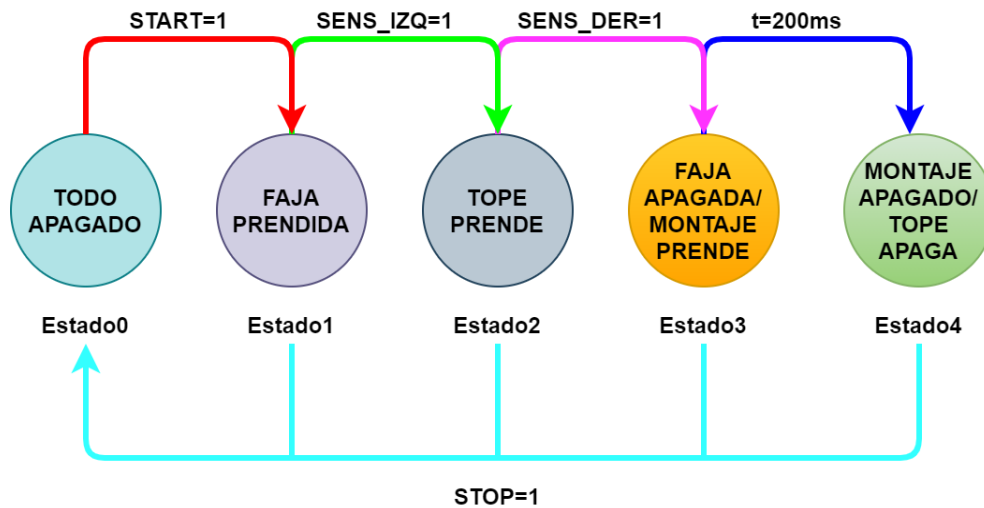 START=1
SENS_IZQ=1
SENS_DER=1
t=200ms
TODO
APAGADO
FAJA
PRENDIDA
TOPE
PRENDE
FAJA
APAGADA/
MONTAJE
PRENDE
MONTAJE
APAGADO/
TOPE
APAGA
Estado0
Estado1
Estado2
Estado3
Estado4
STOP=1